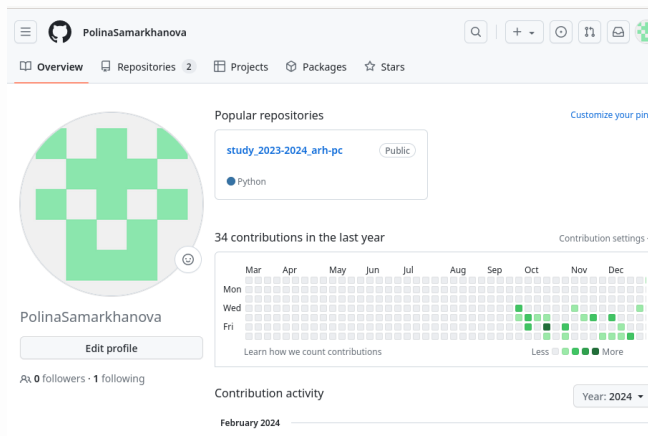 PolinaSamarkhanova
Overview Repositories 2 Projects Packages Stars
Popular repositories Customize your pin
study_2023-2024_arh-pc Public
Python
34 contributions in the last year Contribution settings
Mar Apr May Jun Jul Aug Sep Oct Nov Dec
Mon
Wed
Fri
Learn how we count contributions Less More
PolinaSamarkhanova
Edit profile
0 followers · 1 following
Contribution activity Year: 2024
February 2024